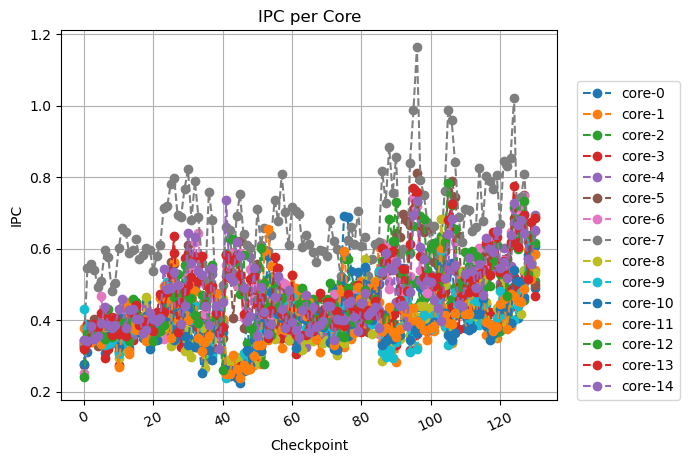 IPC per Core
1.2
1.0
0.8
0.6
0.4
0.2
IPC
0
20
40
60
80
100
120
Checkpoint
core-0
core-1
core-2
core-3
core-4
core-5
core-6
core-7
core-8
core-9
core-10
core-11
core-12
core-13
core-14